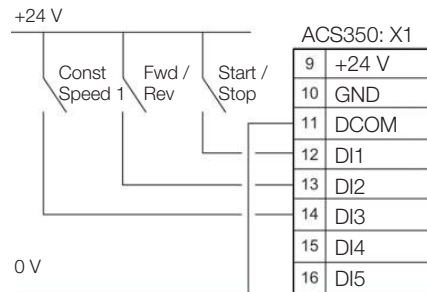 +24 V
ACS350: X1
Const Speed 1
Fwd / Rev
Start / Stop
9 +24 V
10 GND
11 DCOM
12 DI1
13 DI2
14 DI3
15 DI4
0 V
16 DI5